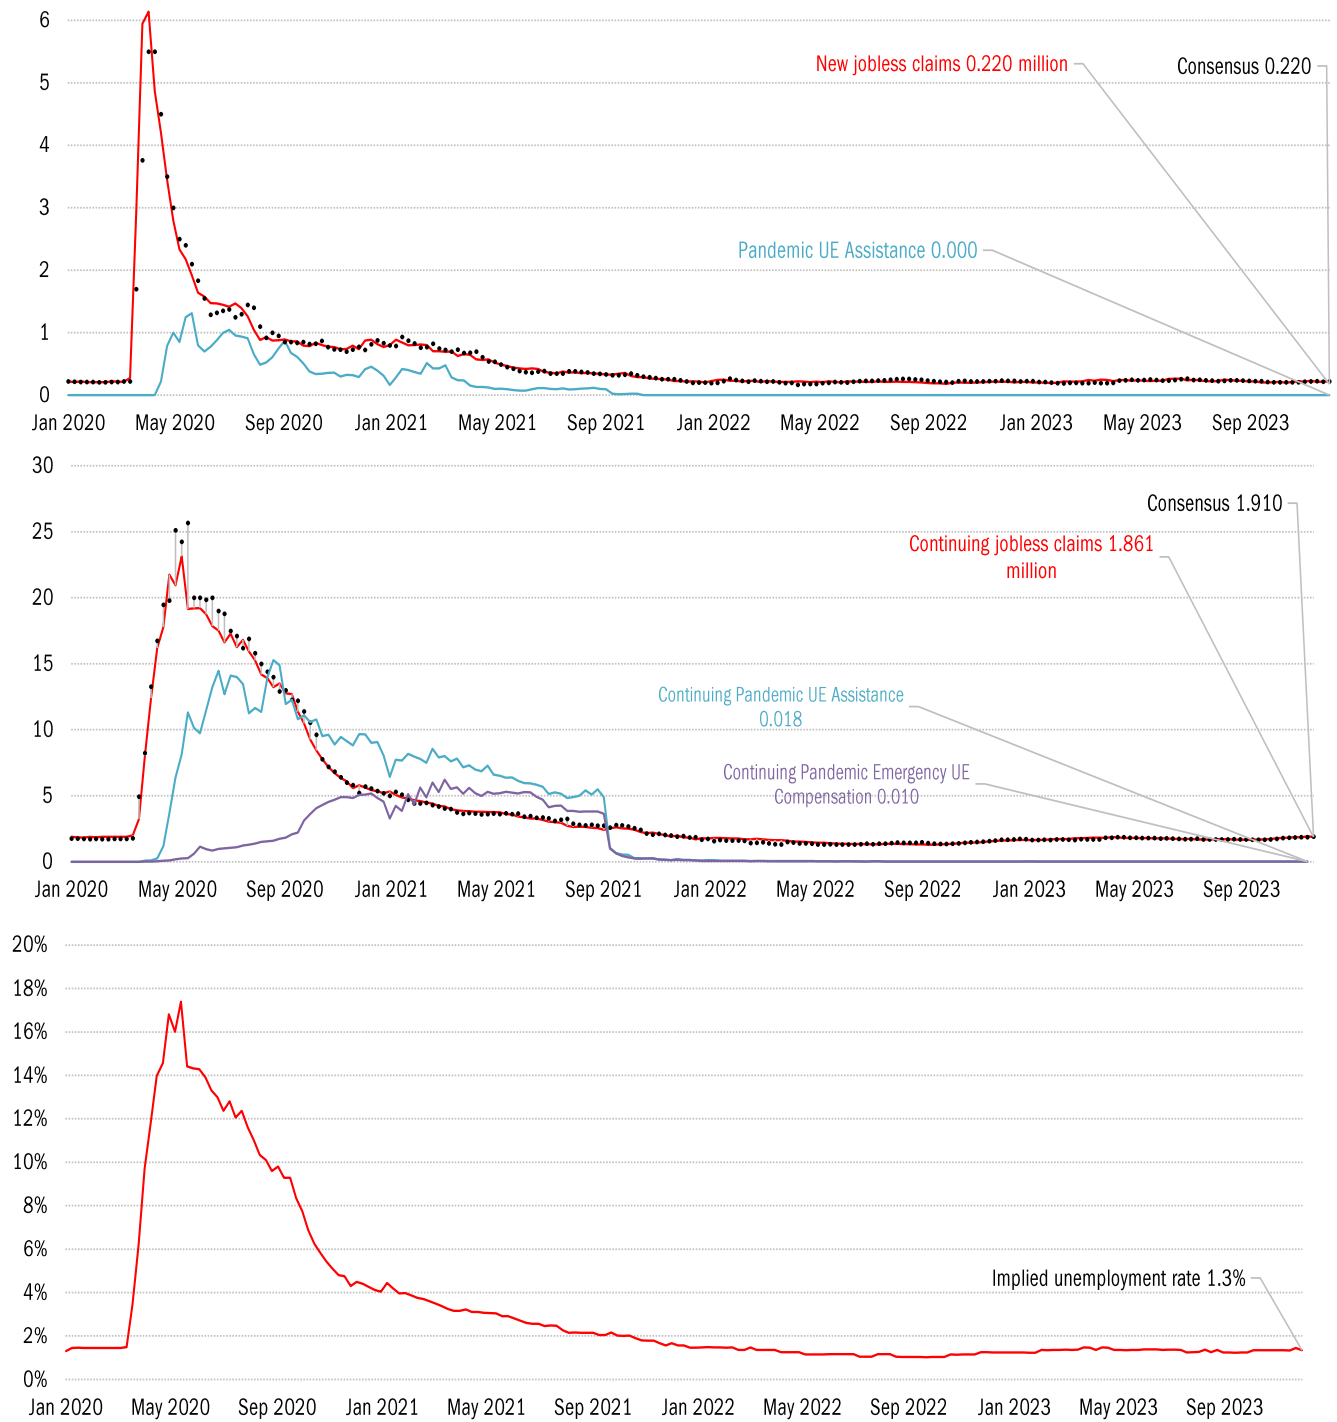 6
New jobless claims 0.220 million
Consensus 0.220
5
4
3
Pandemic UE Assistance 0.000
2
1
0
Jan 2020 May 2020 Sep 2020 Jan 2021 May 2021 Sep 2021 Jan 2022 May 2022 Sep 2022 Jan 2023 May 2023 Sep 2023
30
Consensus 1.910
25
Continuing jobless claims 1.861
million
20
15
Continuing Pandemic UE Assistance
0.018
10
Continuing Pandemic Emergency UE
Compensation 0.010
5
0
Jan 2020 May 2020 Sep 2020 Jan 2021 May 2021 Sep 2021 Jan 2022 May 2022 Sep 2022 Jan 2023 May 2023 Sep 2023
20%
18%
16%
14%
12%
10%
8%
6%
Implied unemployment rate 1.3%
4%
2%
0%
Jan 2020 May 2020 Sep 2020 Jan 2021 May 2021 Sep 2021 Jan 2022 May 2022 Sep 2022 Jan 2023 May 2023 Sep 2023